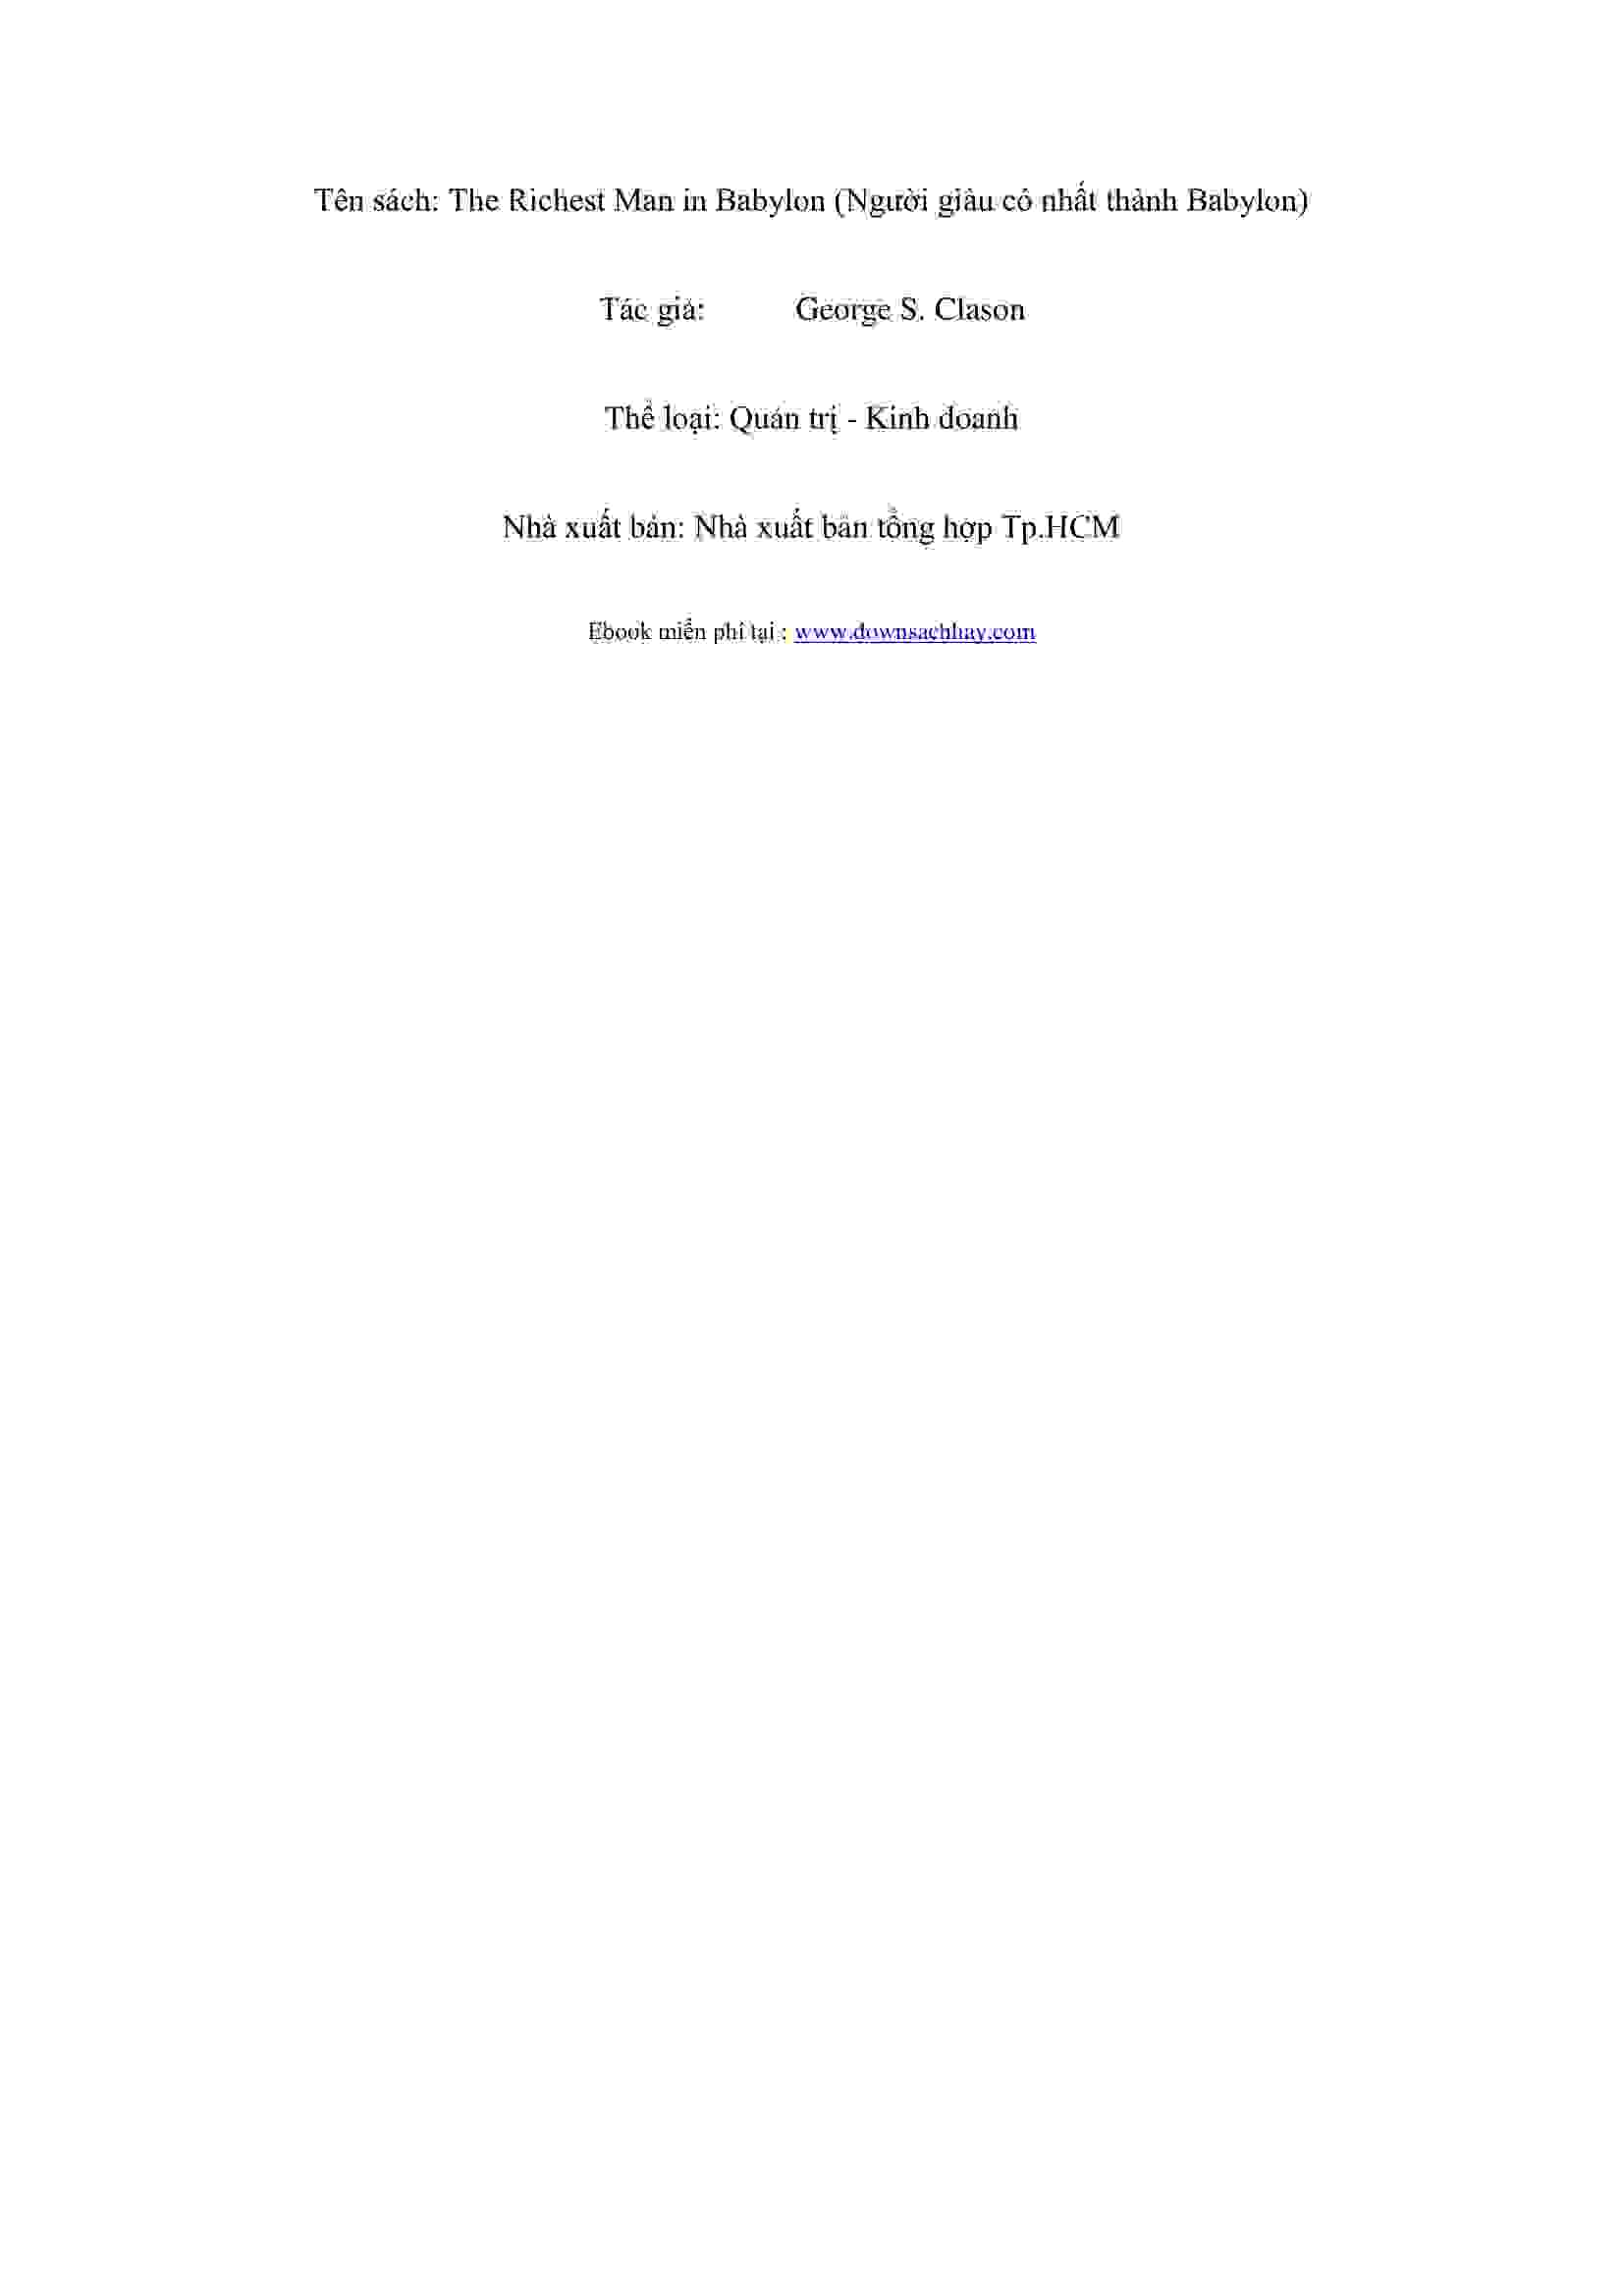 Tên sách: The Richest Man in Babylon (Người giàu có nhất thành Babylon)
Tác giả: George S. Clason
Thể loại: Quản trị - Kinh doanh
Nhà xuất bản: Nhà xuất bản tổng hợp Tp.HCM
Ebook miễn phí tại : www.downsachhay.com